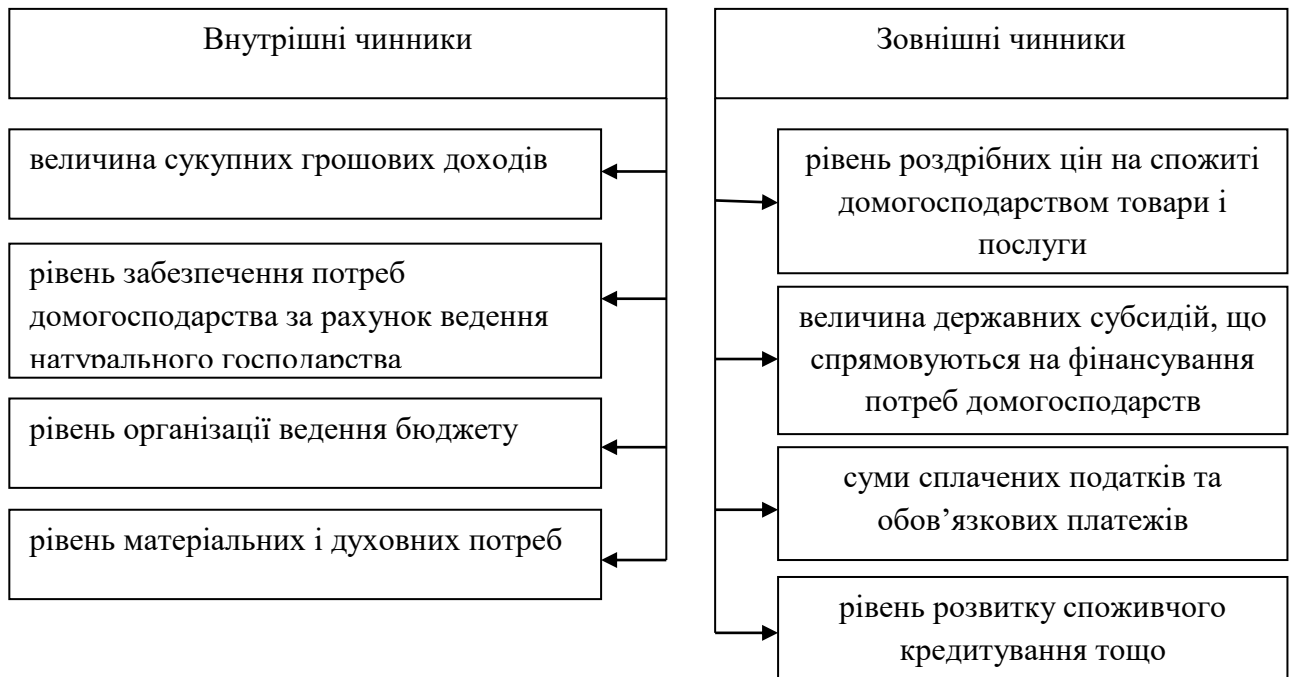 Внутрішні чинники
величина сукупних грошових доходів
рівень забезпечення потреб
домогосподарства за рахунок ведення
натурального господарства
рівень організації ведення бюджету
рівень матеріальних і духовних потреб
Зовнішні чинники
рівень роздрібних цін на спожиті
домогосподарством товари і
послуги
величина державних субсидій, що
спрямовуються на фінансування
потреб домогосподарств
суми сплачених податків та
обов’язкових платежів
рівень розвитку споживчого
кредитування тощо